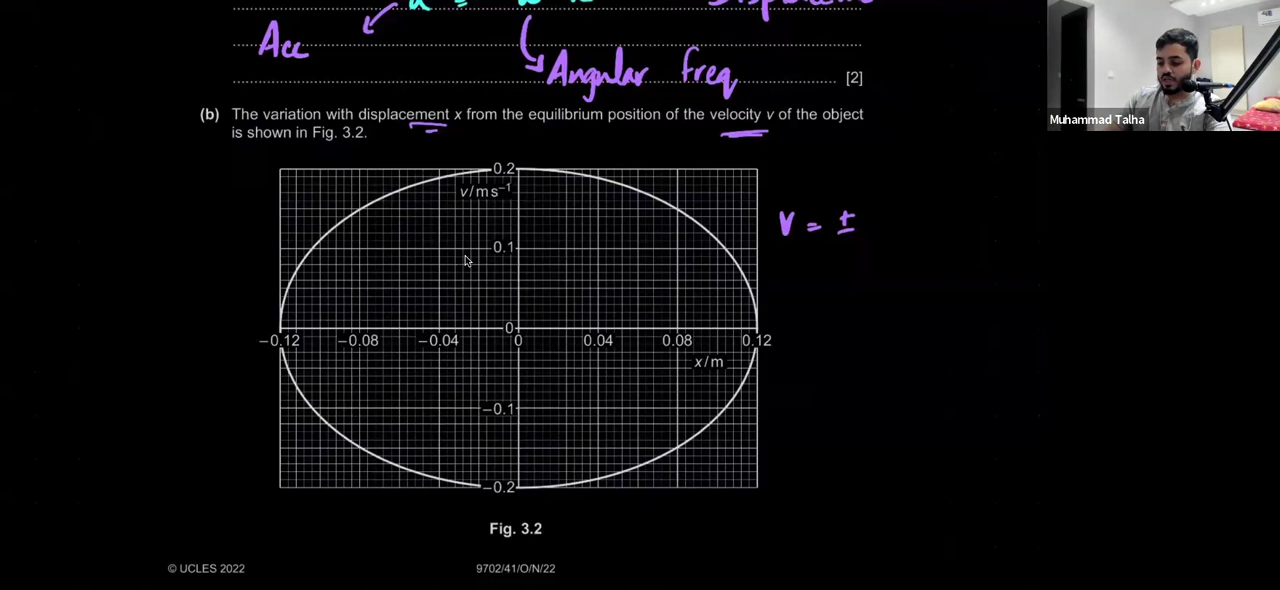 Acc
Angular freq
[2]
(b) The variation with displacement x from the equilibrium position of the velocity v of the object
is shown in Fig. 3.2.
Muhammad Talha
0.2
v/ms⁻¹
V = ±
0.1
0
−0.12 −0.08 −0.04 0 0.04 0.08 0.12
x/m
−0.1
−0.2
Fig. 3.2
© UCLES 2022 9702/41/O/N/22